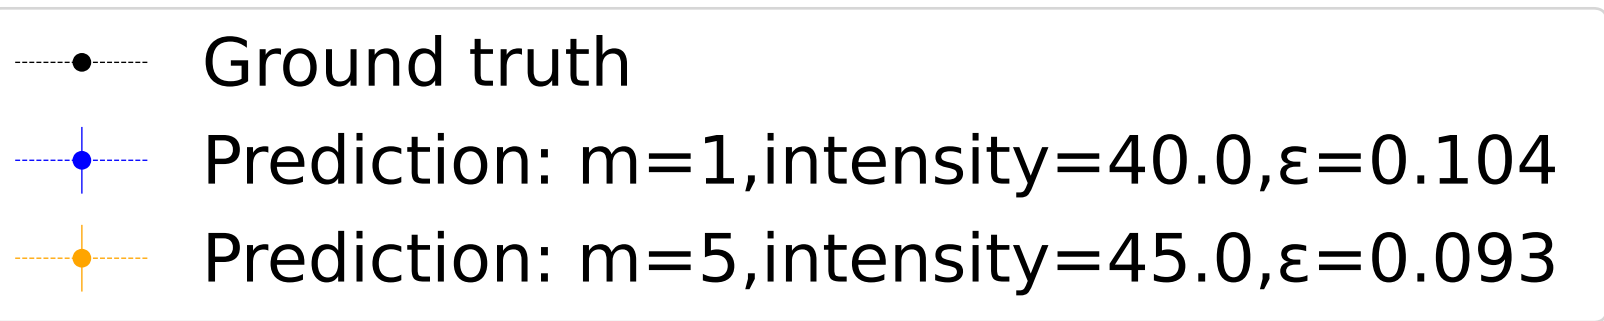 Ground truth
Prediction: m=1,intensity=40.0,ε=0.104
Prediction: m=5,intensity=45.0,ε=0.093